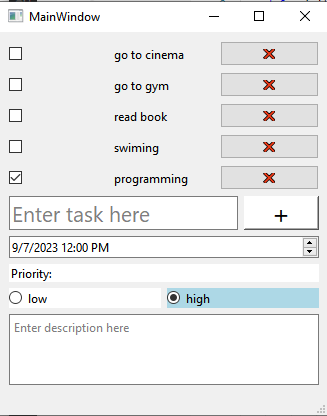 MainWindow
go to cinema
go to gym
read book
swiming
programming
Enter task here +
9/7/2023 12:00 PM
Priority:
low high
Enter description here